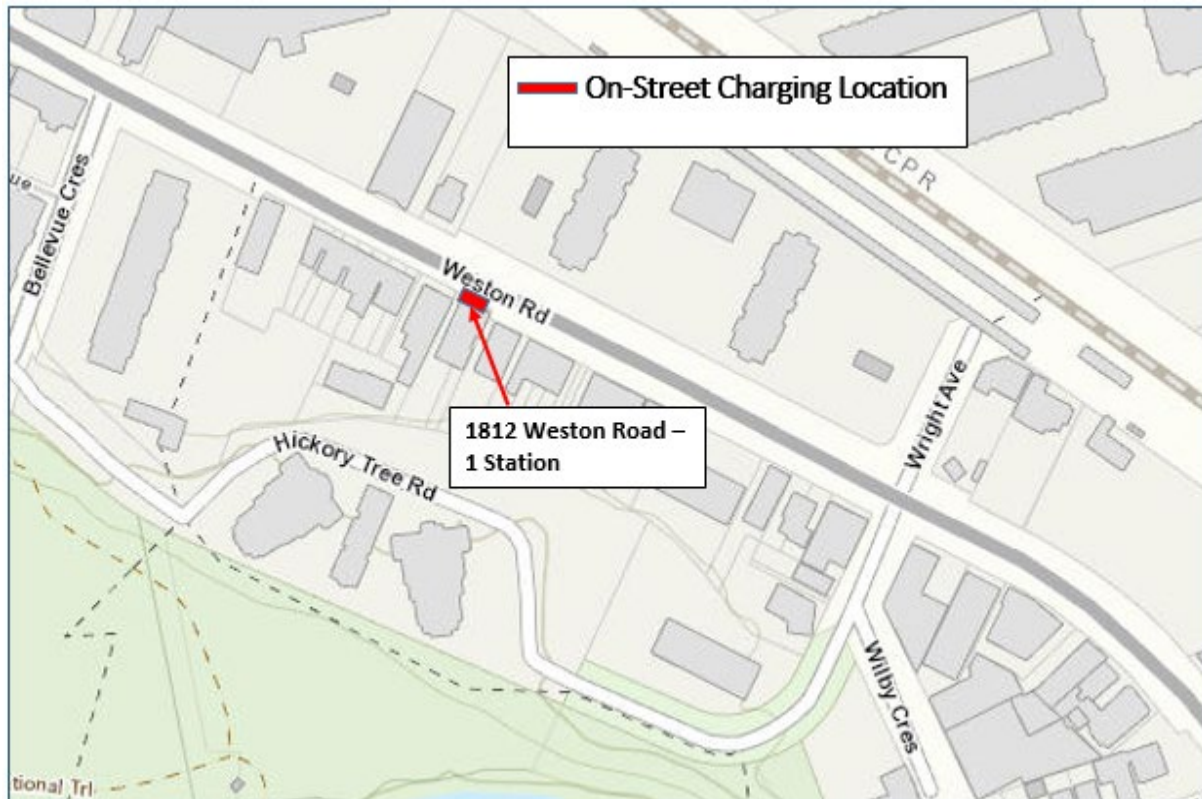 On-Street Charging Location
CPR
Bellevue Cres
ue
Weston Rd
Wright Ave
1812 Weston Road –
1 Station
Hickory Tree Rd
Wilby Cres
tional Trl